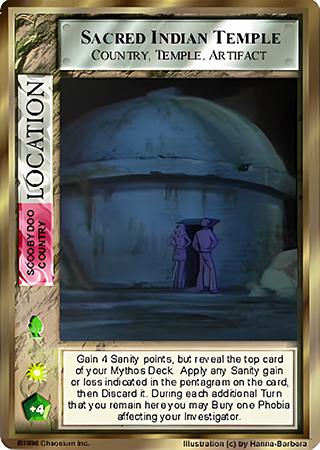 SACRED INDIAN TEMPLE
COUNTRY, TEMPLE, ARTIFACT
LOCATION
SCOOBYDOO
COUNTRY
+4
Gain 4 Sanity points, but reveal the top card
of your Mythos Deck. Apply any Sanity gain
or loss indicated in the pentagram on the card,
then Discard it. During each additional Turn
that you remain here you may Bury one Phobia
affecting your Investigator.
©1996 Chaosium Inc.
Illustration (c) by Hanna-Barbera